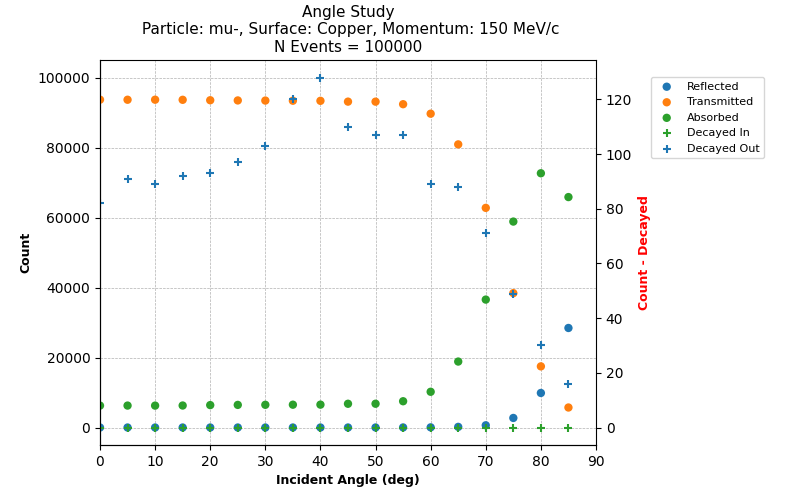 Angle Study
Particle: mu-, Surface: Copper, Momentum: 150 MeV/c
N Events = 100000
100000
80000
60000
40000
20000
0
Count
0 10 20 30 40 50 60 70 80 90
Incident Angle (deg)
120
100
80
60
40
20
0
Count - Decayed
Reflected
Transmitted
Absorbed
Decayed In
Decayed Out